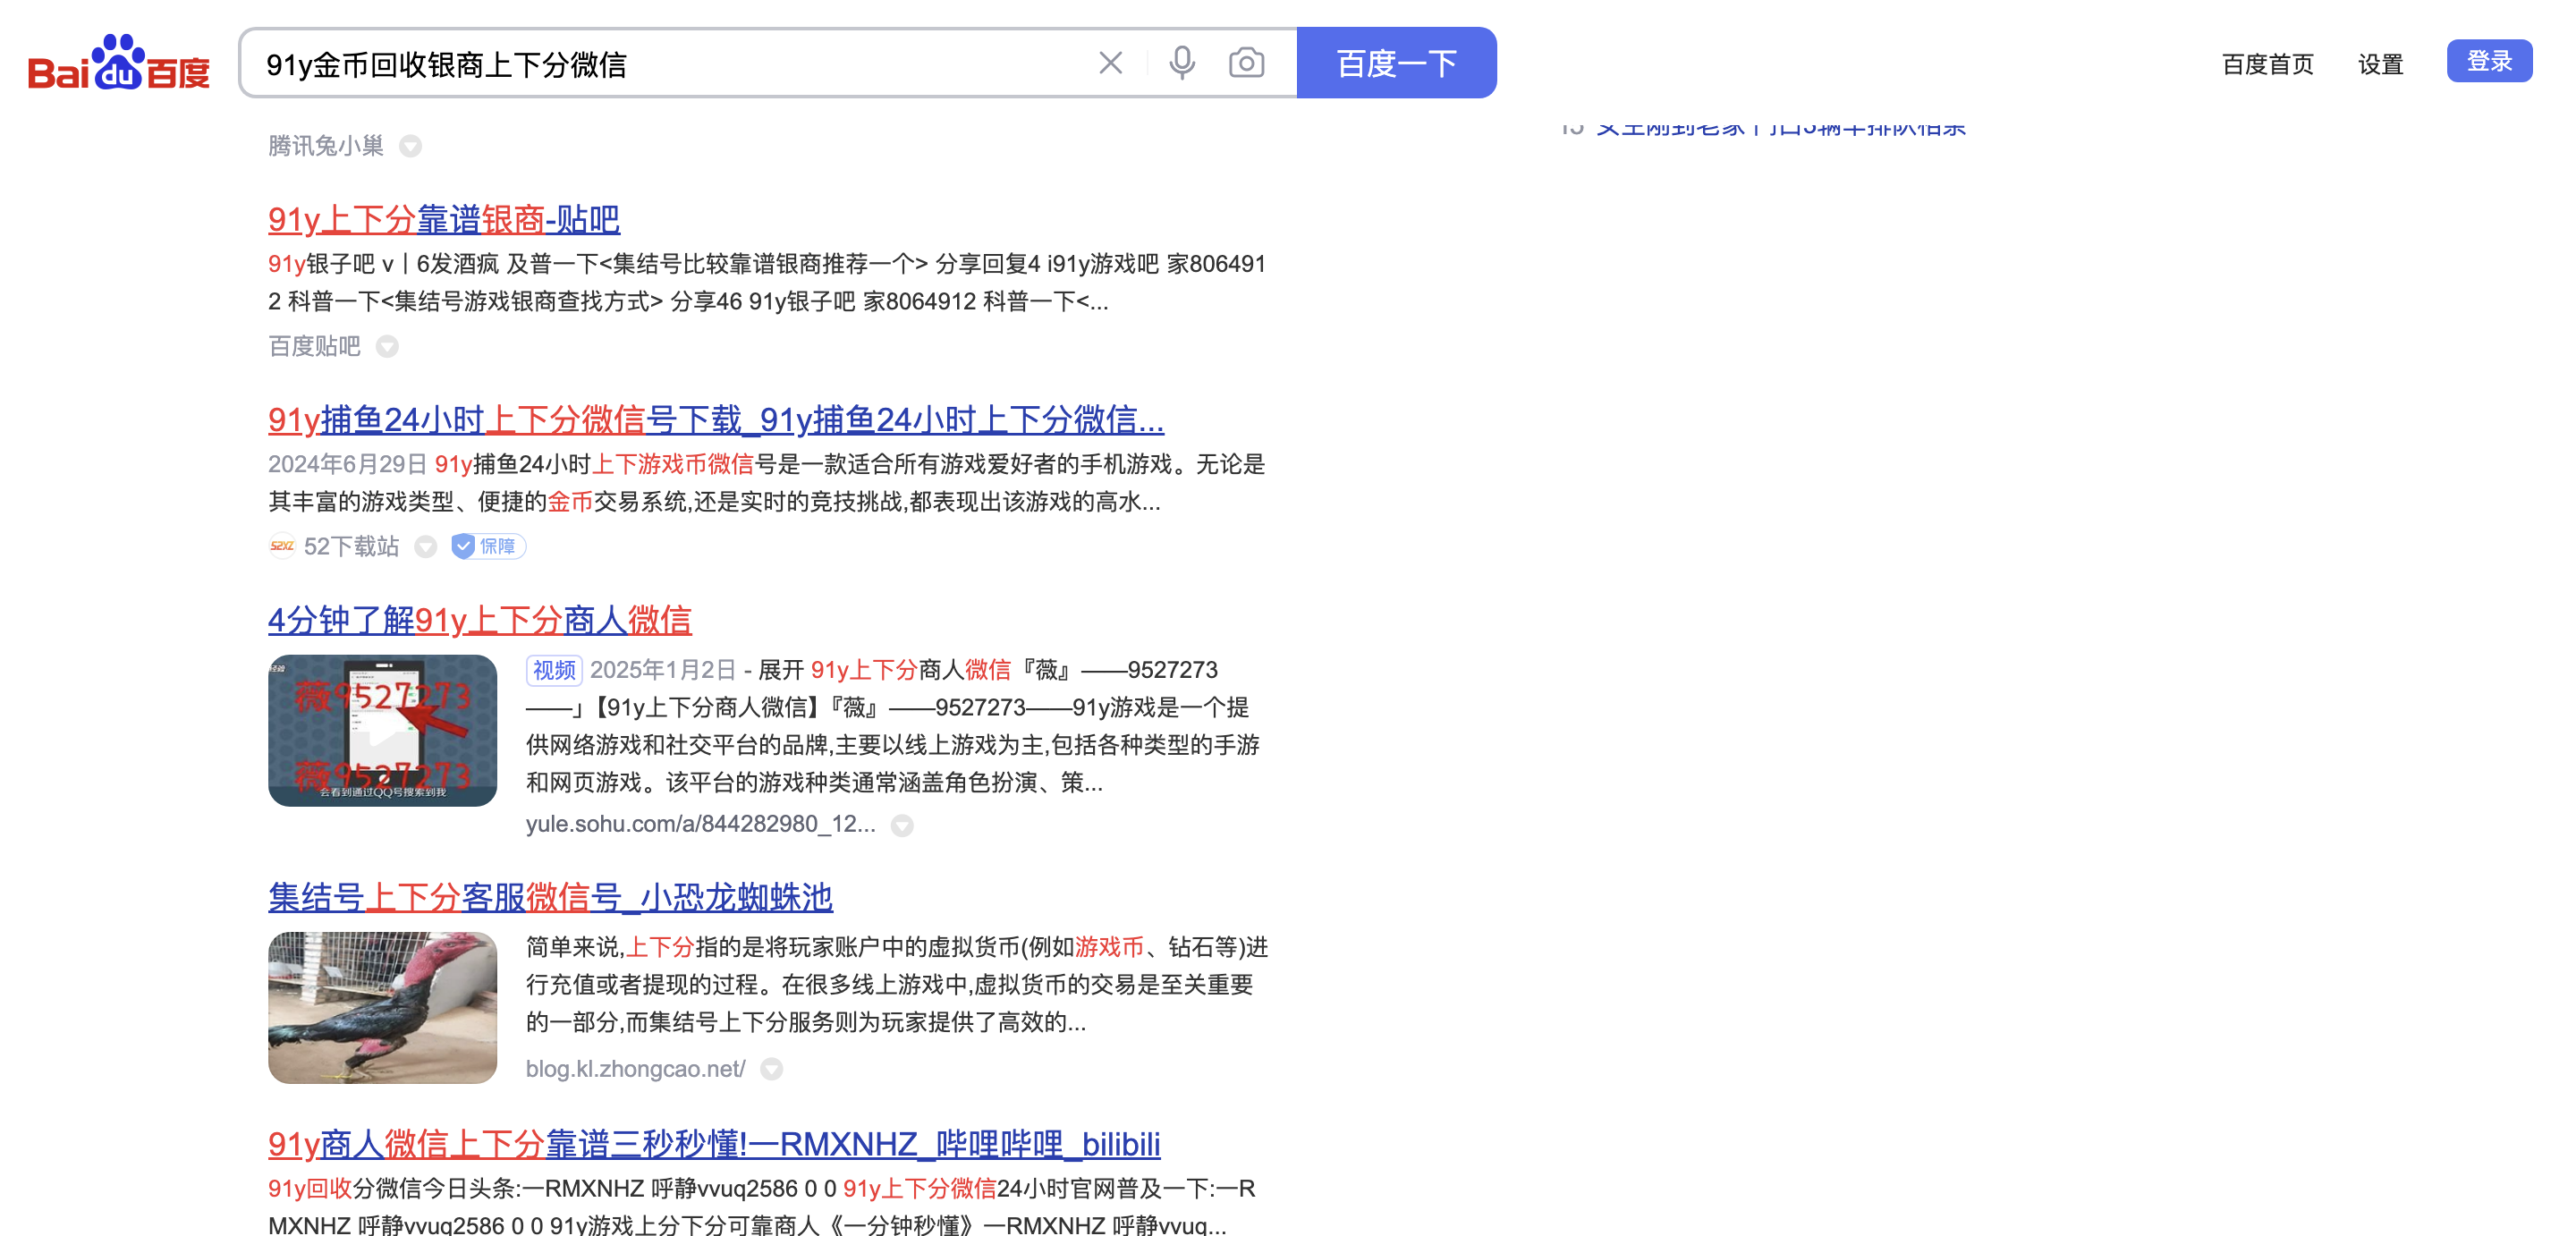 Bai du 百度
91y金币回收银商上下分微信
百度一下
百度首页 设置 登录
腾讯兔小巢
91y上下分靠谱银商-贴吧
91y银子吧 v丨6发酒疯 及普一下<集结号比较靠谱银商推荐一个> 分享回复4 i91y游戏吧 家806491
2 科普一下<集结号游戏银商查找方式> 分享46 91y银子吧 家8064912 科普一下<...
百度贴吧
91y捕鱼24小时上下分微信号下载_91y捕鱼24小时上下分微信...
2024年6月29日 91y捕鱼24小时上下游戏币微信号是一款适合所有游戏爱好者的手机游戏。无论是
其丰富的游戏类型、便捷的金币交易系统,还是实时的竞技挑战,都表现出该游戏的高水...
52XZ 52下载站 保障
4分钟了解91y上下分商人微信
薇9527273
薇9527273
会看到通过QQ号搜索到我
视频 2025年1月2日 - 展开 91y上下分商人微信『薇』——9527273
——」【91y上下分商人微信】『薇』——9527273——91y游戏是一个提
供网络游戏和社交平台的品牌,主要以线上游戏为主,包括各种类型的手游
和网页游戏。该平台的游戏种类通常涵盖角色扮演、策...
yule.sohu.com/a/844282980_12...
集结号上下分客服微信号_小恐龙蜘蛛池
简单来说,上下分指的是将玩家账户中的虚拟货币(例如游戏币、钻石等)进
行充值或者提现的过程。在很多线上游戏中,虚拟货币的交易是至关重要
的一部分,而集结号上下分服务则为玩家提供了高效的...
blog.kl.zhongcao.net/
91y商人微信上下分靠谱三秒秒懂!一RMXNHZ_哔哩哔哩_bilibili
91y回收分微信今日头条:一RMXNHZ 呼静vvuq2586 0 0 91y上下分微信24小时官网普及一下:一R
MXNHZ 呼静vvuq2586 0 0 91y游戏上分下分可靠商人《一分钟秒懂》一RMXNHZ 呼静vvuq...